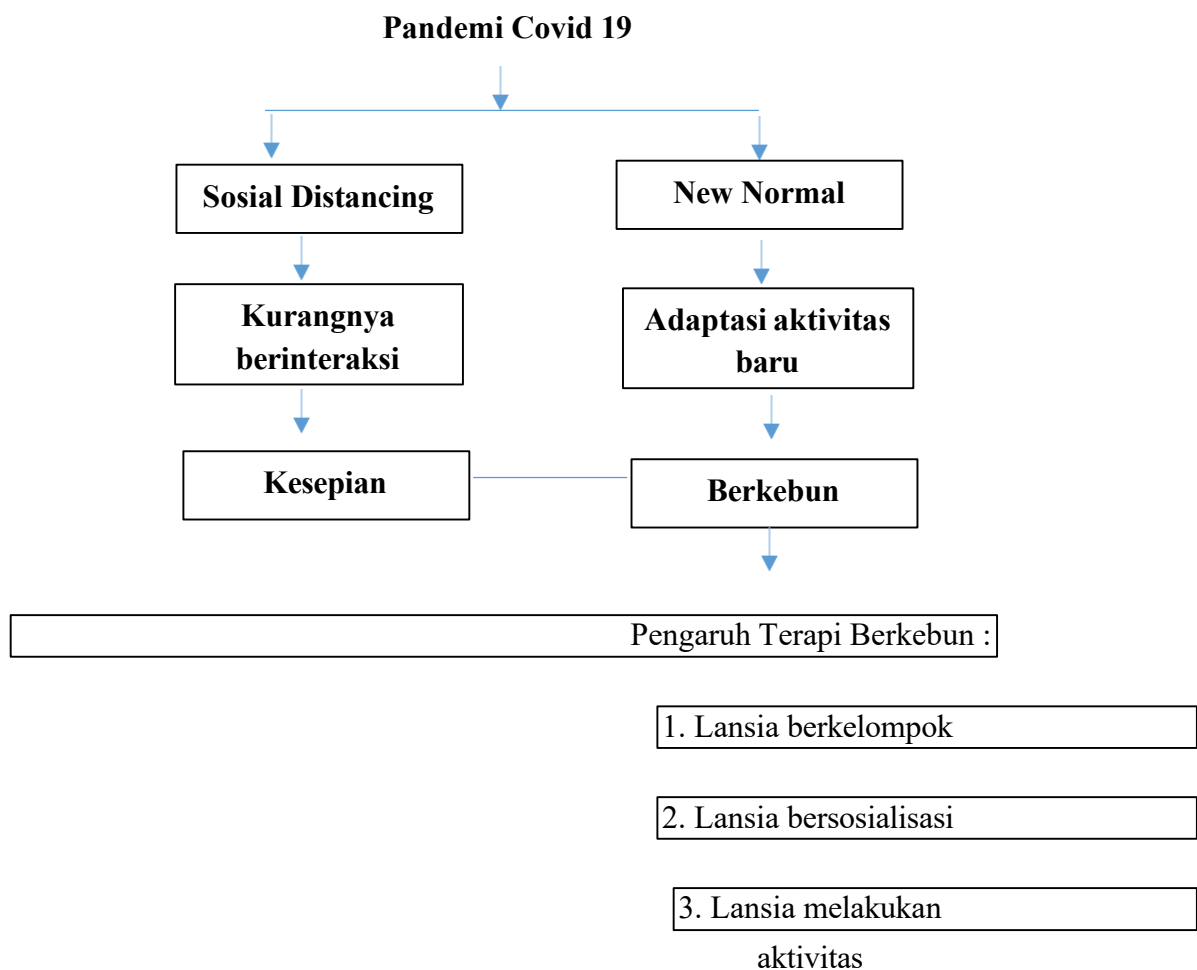 Pandemi Covid 19
Sosial Distancing
New Normal
Kurangnya
berinteraksi
Adaptasi aktivitas
baru
Kesepian
Berkebun
Pengaruh Terapi Berkebun :
1. Lansia berkelompok
2. Lansia bersosialisasi
3. Lansia melakukan
aktivitas